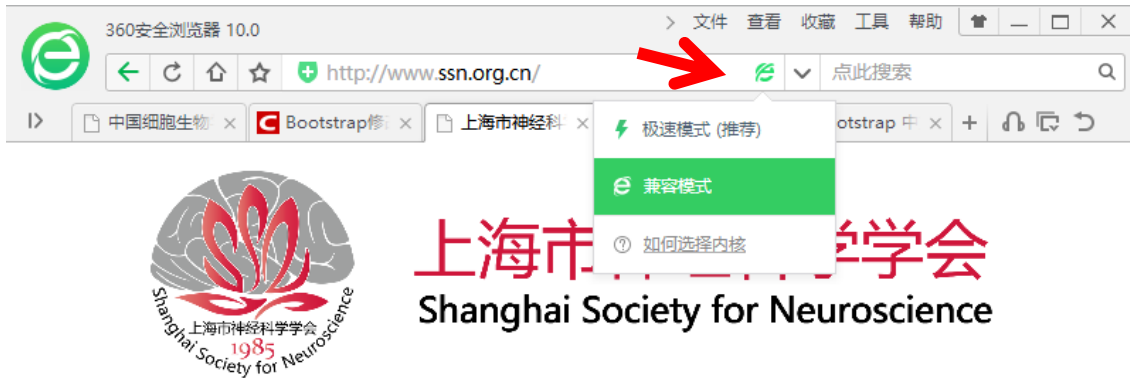 360安全浏览器 10.0
文件 查看 收藏 工具 帮助
http://www.ssn.org.cn/
点此搜索
中国细胞生物
Bootstrap修
上海市神经科
otstrap 中
极速模式 (推荐)
兼容模式
如何选择内核
上海市
学学会
Shanghai Society for Neuroscience
上海市神经科学学会
1985
Shanghai Society for Neuroscience